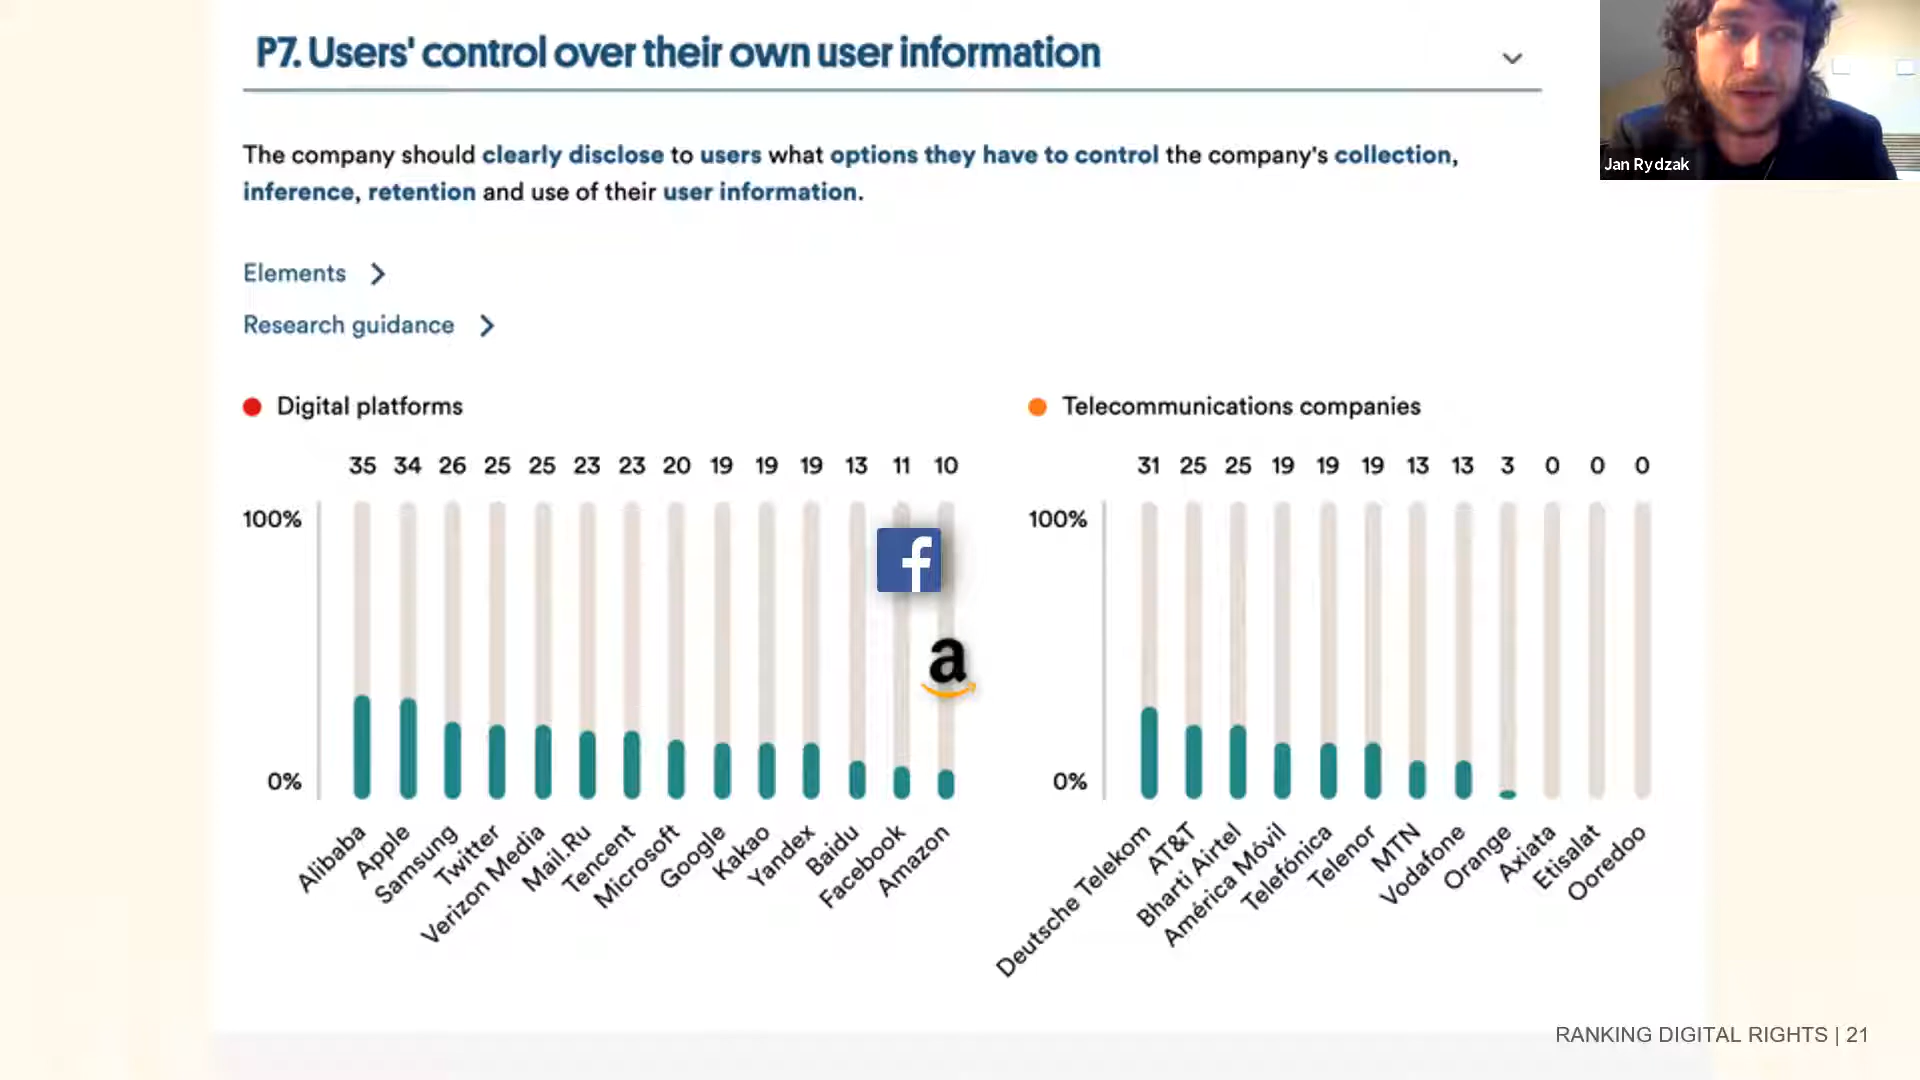 P7. Users' control over their own user information
Jan Rydzak
The company should clearly disclose to users what options they have to control the company's collection,
inference, retention and use of their user information.
Elements
Research guidance
Digital platforms
35 34 26 25 25 23 23 20 19 19 19 13 11 10
100%
0%
Alibaba
Apple
Samsung
Twitter
Verizon Media
Mail.Ru
Tencent
Microsoft
Google
Kakao
Yandex
Baidu
Facebook
Amazon
Telecommunications companies
31 25 25 19 19 19 13 13 3 0 0 0
100%
0%
Deutsche Telekom
AT&T
Bharti Airtel
América Móvil
Telefónica
Telenor
MTN
Vodafone
Orange
Axiata
Etisalat
Ooredoo
f
a
RANKING DIGITAL RIGHTS | 21